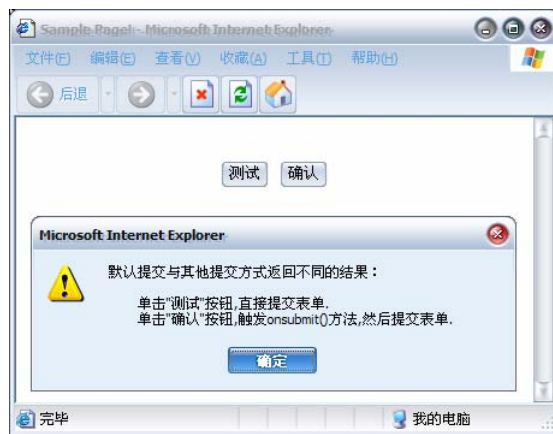 Sample Page! - Microsoft Internet Explorer
文件(F) 编辑(E) 查看(V) 收藏(A) 工具(T) 帮助(H)
后退
测试 确认
Microsoft Internet Explorer
默认提交与其他提交方式返回不同的结果：
单击"测试"按钮,直接提交表单.
单击"确认"按钮,触发onsubmit()方法,然后提交表单.
确定
完毕 我的电脑